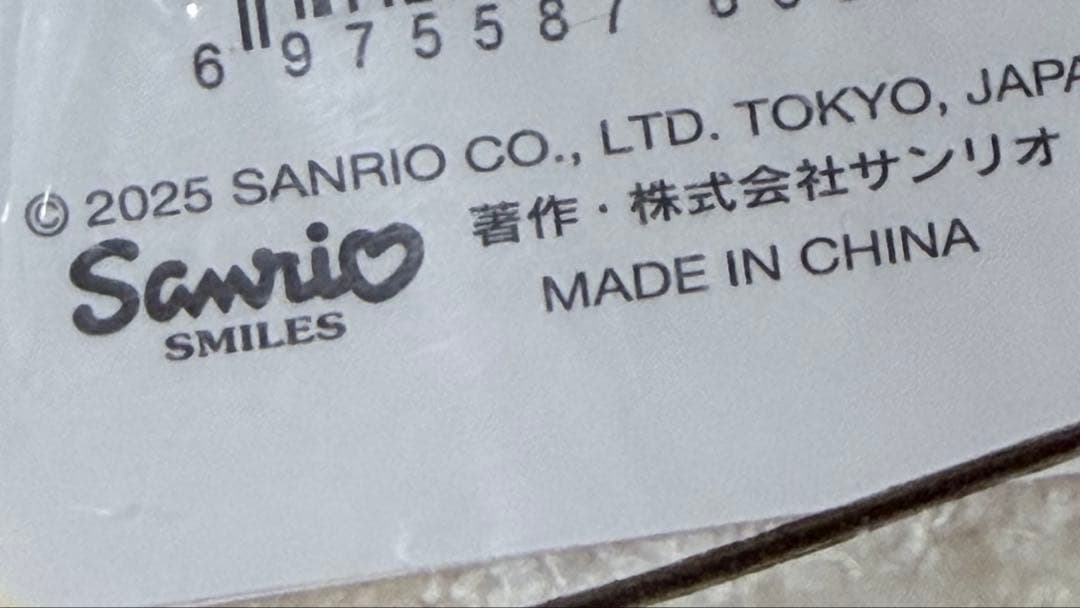 6 975587
© 2025 SANRIO CO., LTD. TOKYO,
著作・株式会社サンリオ
Sanrio
SMILES
MADE IN CHINA